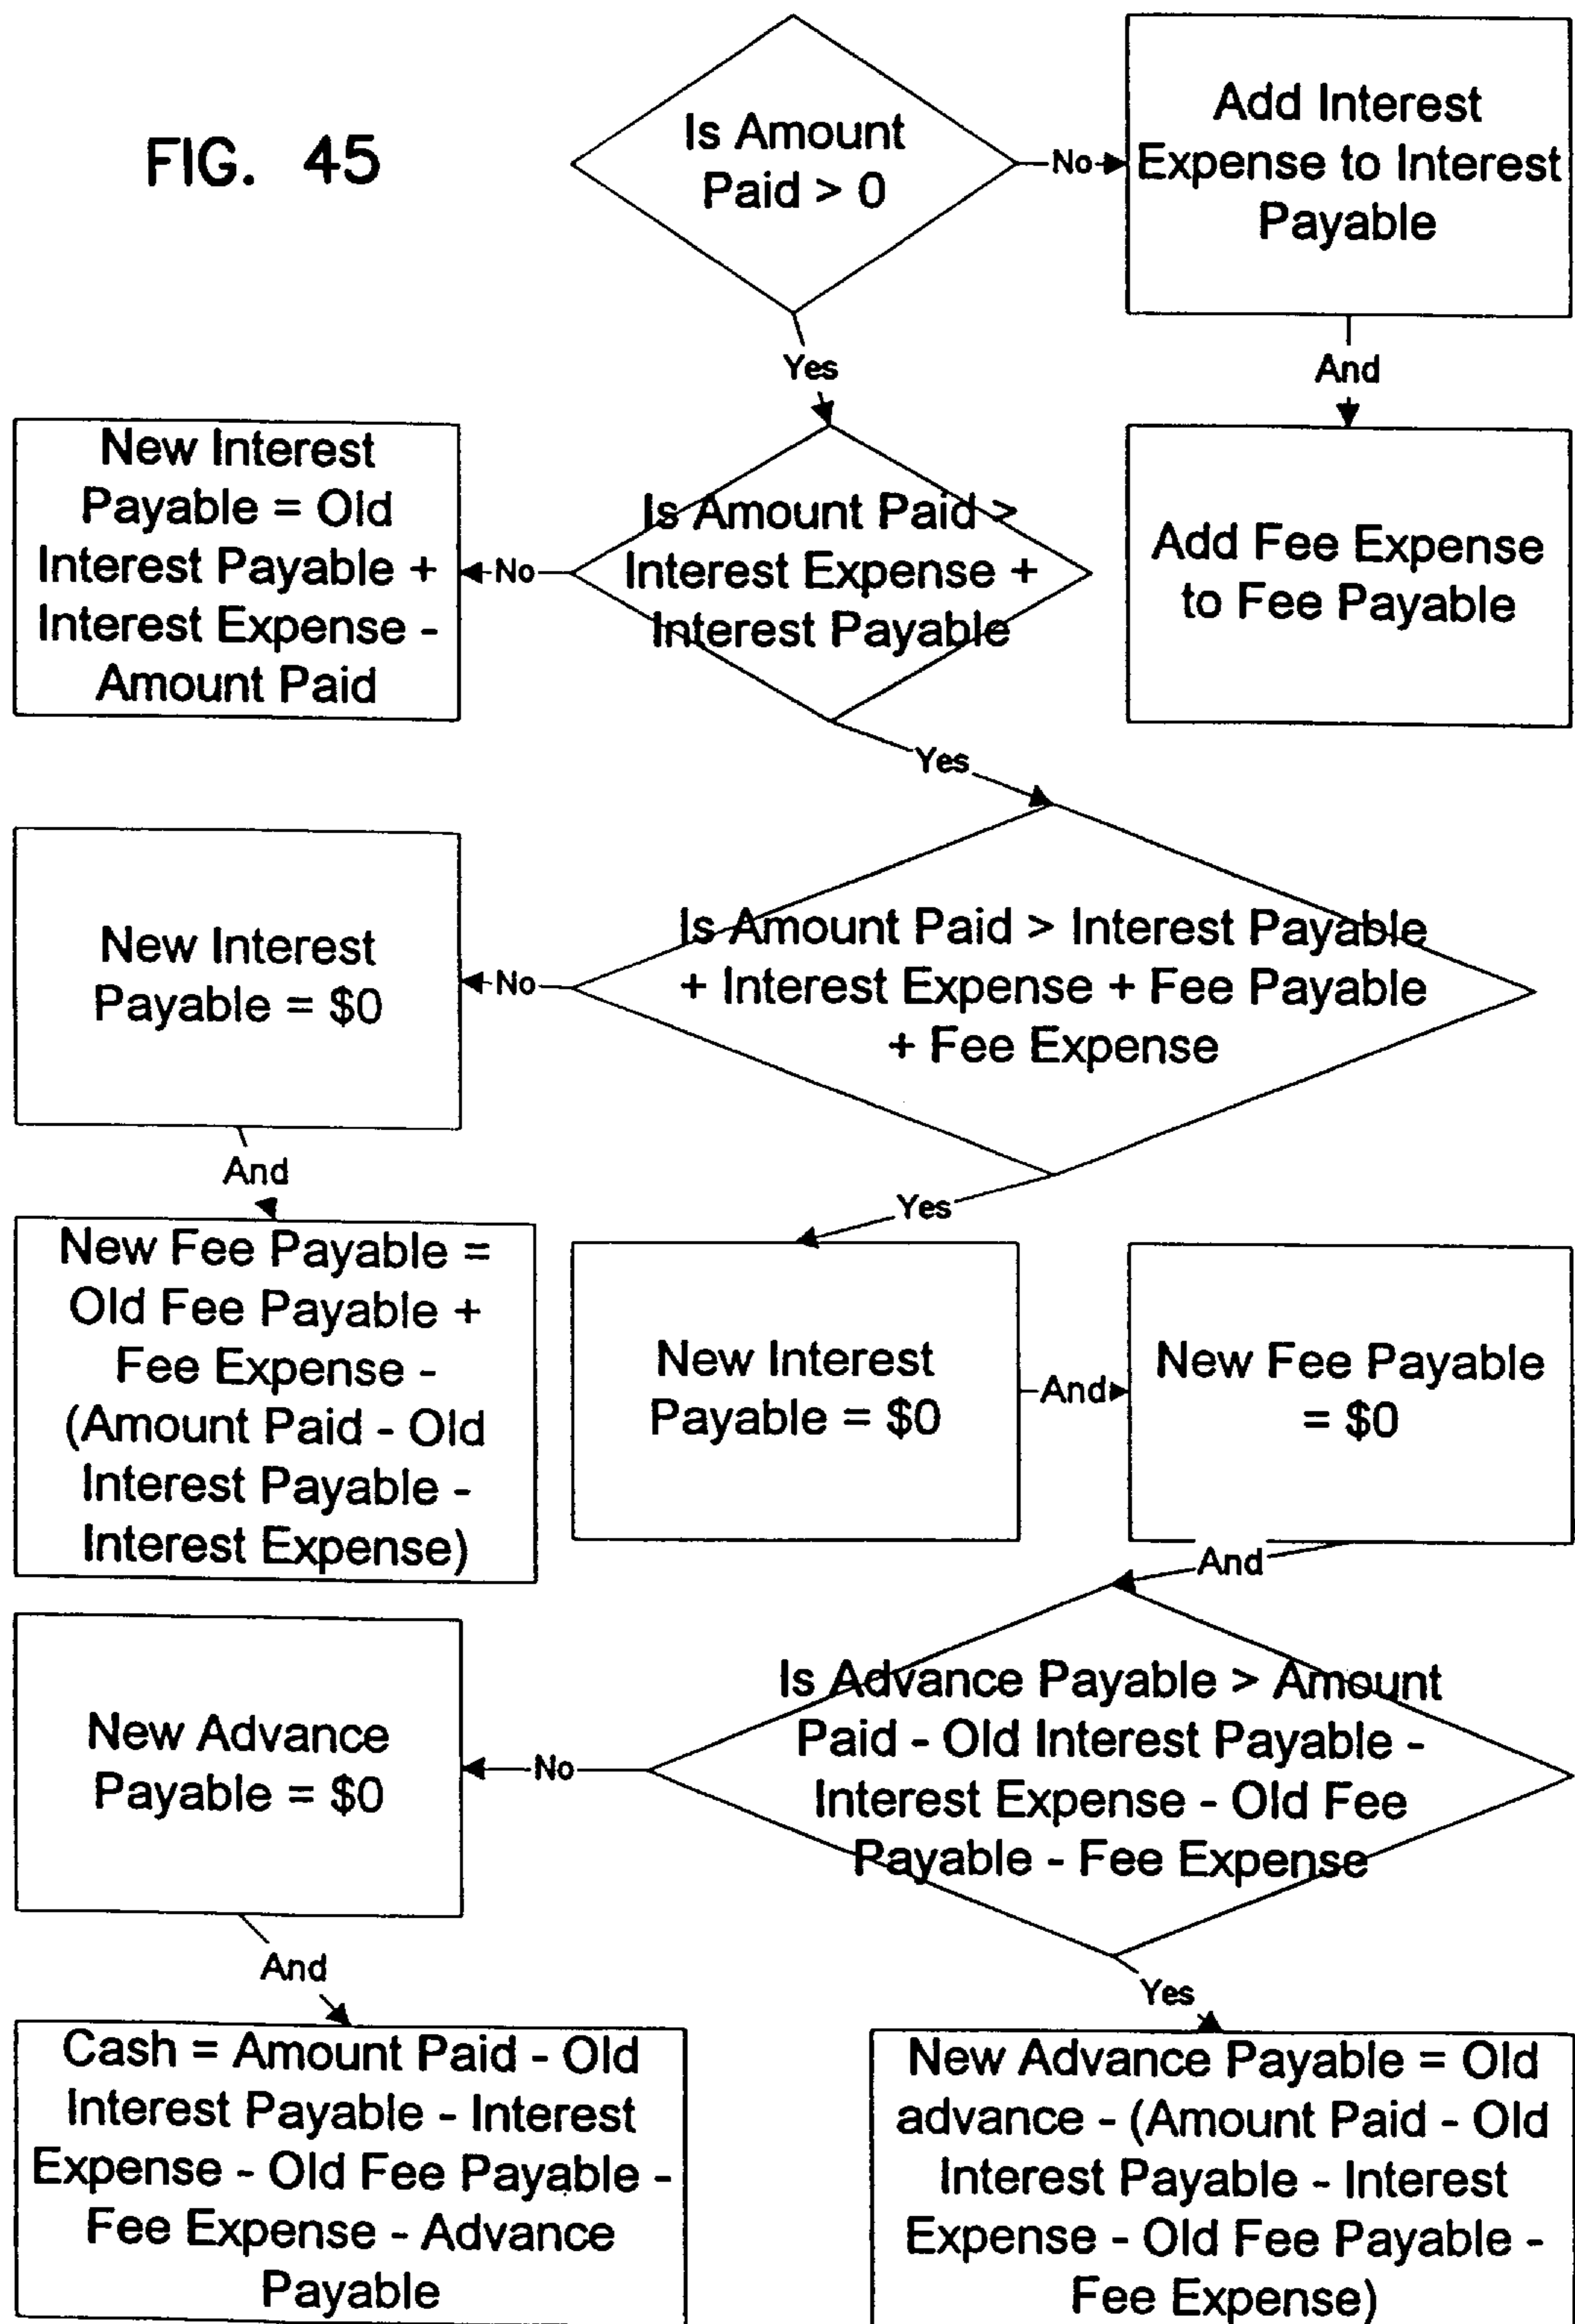 FIG. 45
Is Amount
Paid > 0
No
Add Interest
Expense to Interest
Payable
Yes
And
New Interest
Payable = Old
Interest Payable +
Interest Expense -
Amount Paid
No
Is Amount Paid >
Interest Expense +
Interest Payable
Add Fee Expense
to Fee Payable
Yes
New Interest
Payable = $0
No
Is Amount Paid > Interest Payable
+ Interest Expense + Fee Payable
+ Fee Expense
And
Yes
New Fee Payable =
Old Fee Payable +
Fee Expense -
(Amount Paid - Old
Interest Payable -
Interest Expense)
New Interest
Payable = $0
And
New Fee Payable
= $0
And
New Advance
Payable = $0
No
Is Advance Payable > Amount
Paid - Old Interest Payable -
Interest Expense - Old Fee
Payable - Fee Expense
And
Yes
Cash = Amount Paid - Old
Interest Payable - Interest
Expense - Old Fee Payable -
Fee Expense - Advance
Payable
New Advance Payable = Old
advance - (Amount Paid - Old
Interest Payable - Interest
Expense - Old Fee Payable -
Fee Expense)